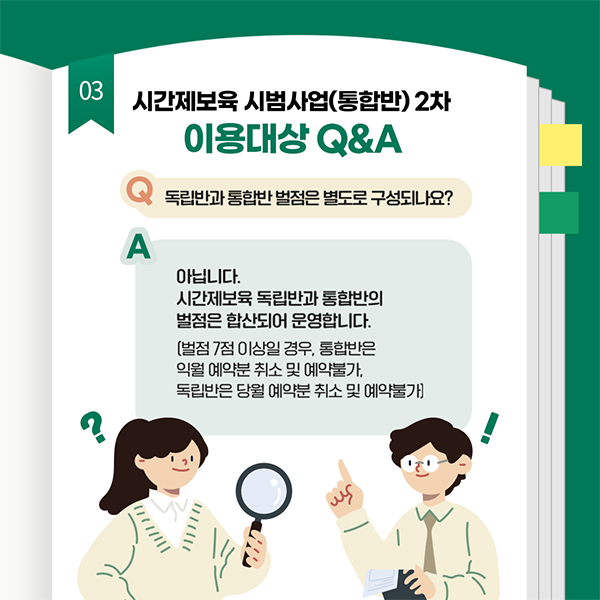 03
시간제보육 시범사업(통합반) 2차
이용대상 Q&A
Q 독립반과 통합반 벌점은 별도로 구성되나요?
A
아닙니다.
시간제보육 독립반과 통합반의
벌점은 합산되어 운영합니다.
(벌점 7점 이상일 경우, 통합반은
익월 예약분 취소 및 예약불가,
독립반은 당월 예약분 취소 및 예약불가)
?
!